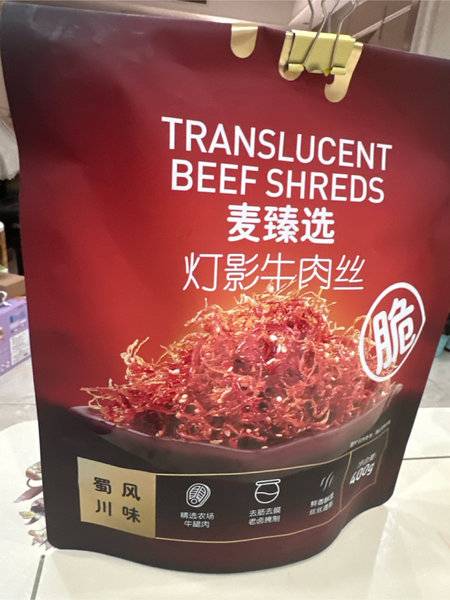 TRANSLUCENT
BEEF SHREDS
麦臻选
灯影牛肉丝
脆
蜀风
川味
精选农场
牛腿肉
去筋去膜
老卤腌制
400g